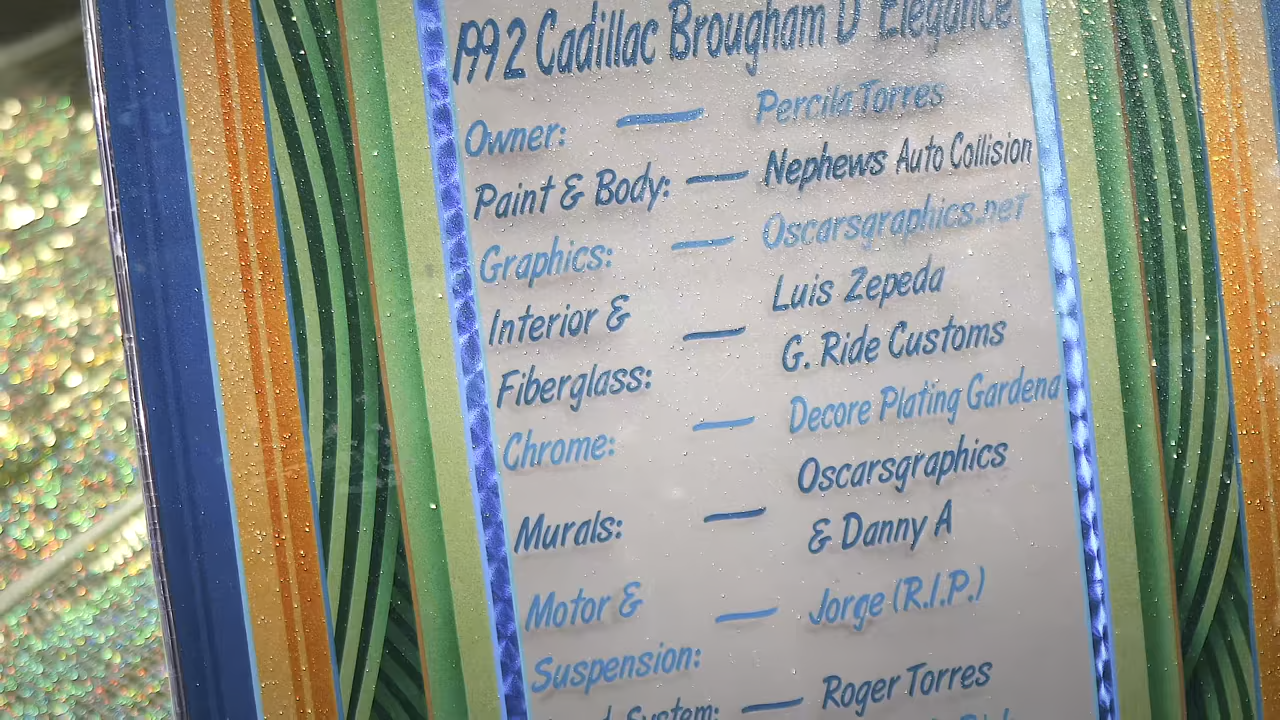 1992 Cadillac Brougham D' Elegance
Owner: — Percila Torres
Paint & Body: — Nephews Auto Collision
Graphics: — Oscarsgraphics.net
Interior & — Luis Zepeda
Fiberglass: G. Ride Customs
Chrome: — Decore Plating Gardena
Murals: — Oscarsgraphics
& Danny A
Motor & — Jorge (R.I.P.)
Suspension:
System: — Roger Torres